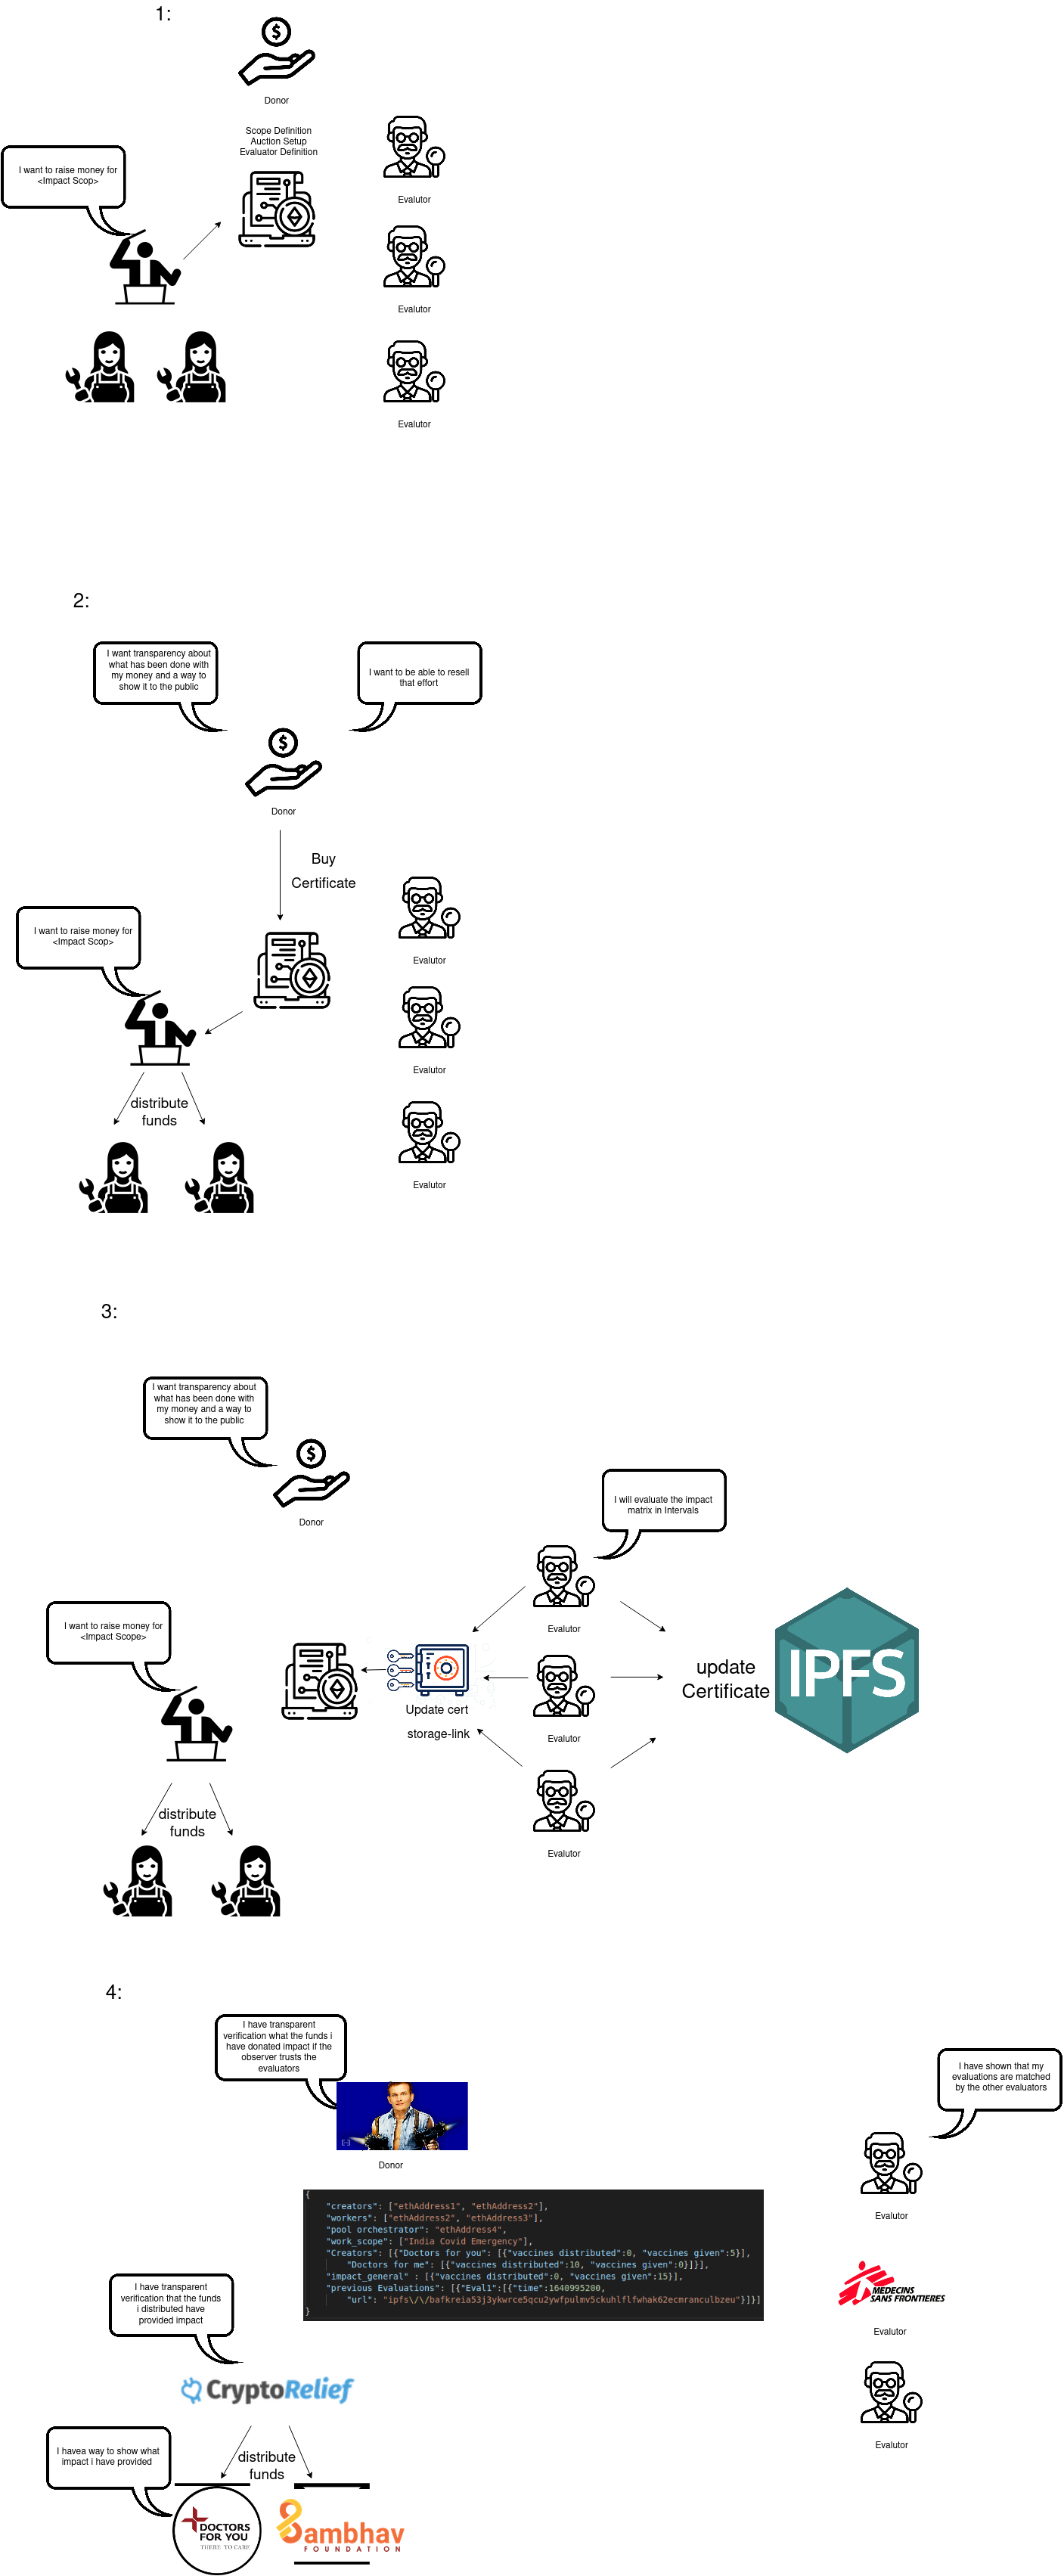 1:
Donor
Scope Definition
Auction Setup
Evaluator Definition
I want to raise money for
<Impact Scop>
Evalutor
Evalutor
Evalutor
2:
I want transparency about
what has been done with
my money and a way to
show it to the public
I want to be able to resell
that effort
Donor
Buy
Certificate
I want to raise money for
<Impact Scop>
Evalutor
Evalutor
distribute
funds
Evalutor
3:
I want transparency about
what has been done with
my money and a way to
show it to the public
Donor
I will evaluate the impact
matrix in Intervals
I want to raise money for
<Impact Scope>
Evalutor
update
Certificate
IPFS
Update cert
storage-link
Evalutor
distribute
funds
Evalutor
4:
I have transparent
verification what the funds i
have donated impact if the
observer trusts the
evaluators
Donor
I have shown that my
evaluations are matched
by the other evaluators
Evalutor
{
"creators": ["ethAddress1", "ethAddress2"],
"workers": ["ethAddress2", "ethAddress3"],
"pool orchestrator": "ethAddress4",
"work_scope": ["India Covid Emergency"],
"Creators": [{"Doctors for you": [{"vaccines distributed":0, "vaccines given":5}],
"Doctors for me": [{"vaccines distributed":10, "vaccines given":0}]}],
"impact_general" : [{"vaccines distributed":0, "vaccines given":15}],
"previous Evaluations": [{"Eval1":[{"time":1640995200,
"url": "ipfs\/\/bafkreia53j3ykwrce5qcu2ywfpulmv5ckuhlflfwhak62ecmranculbzeu"}]}]
}
MEDECINS
SANS FRONTIERES
Evalutor
I have transparent
verification that the funds
i distributed have
provided impact
CryptoRelief
Evalutor
I havea way to show what
impact i have provided
distribute
funds
DOCTORS
FOR YOU
THERE TO CARE
Sambhav
FOUNDATION